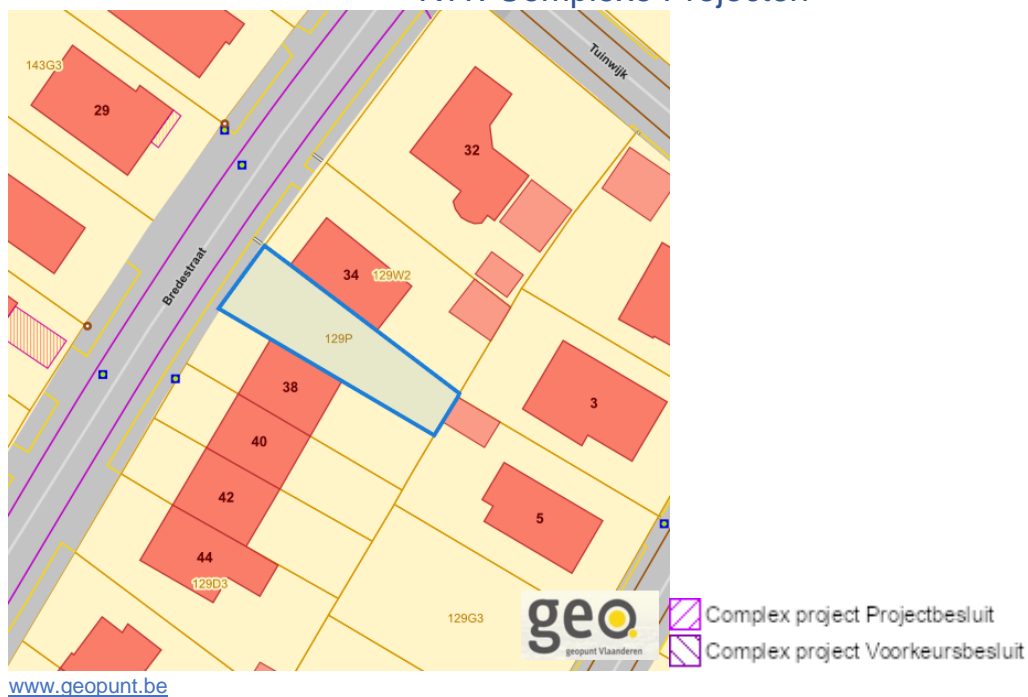 143G3
29
Tuinwijk
32
Bredestraat
34
129W2
129P
38
3
40
42
5
44
129D3
129G3
geo.
geopunt Vlaanderen
Complex project Projectbesluit
Complex project Voorkeursbesluit
www.geopunt.be